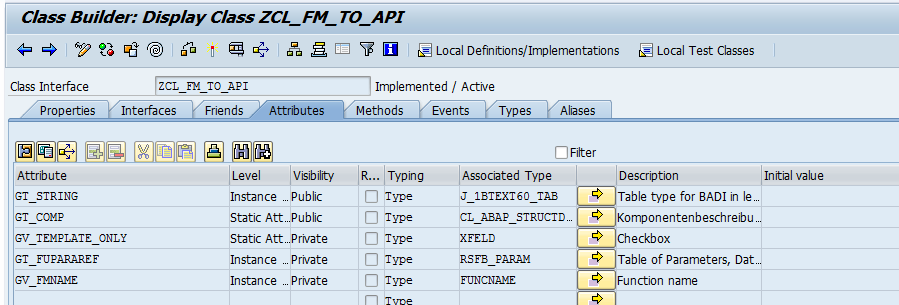 Class Builder: Display Class ZCL_FM_TO_API
Local Definitions/Implementations Local Test Classes
Class Interface ZCL_FM_TO_API Implemented / Active
Properties Interfaces Friends Attributes Methods Events Types Aliases
Filter
Attribute Level Visibility R... Typing Associated Type Description Initial value
GT_STRING Instance ... Public Type J_1BTEXT60_TAB Table type for BADI in le...
GT_COMP Static Att... Public Type CL_ABAP_STRUCTD... Komponentenbeschreibu...
GV_TEMPLATE_ONLY Static Att... Private Type XFELD Checkbox
GT_FUPARAREF Instance ... Private Type RSFB_PARAM Table of Parameters, Dat...
GV_FMNAME Instance ... Private Type FUNCNAME Function name
Type